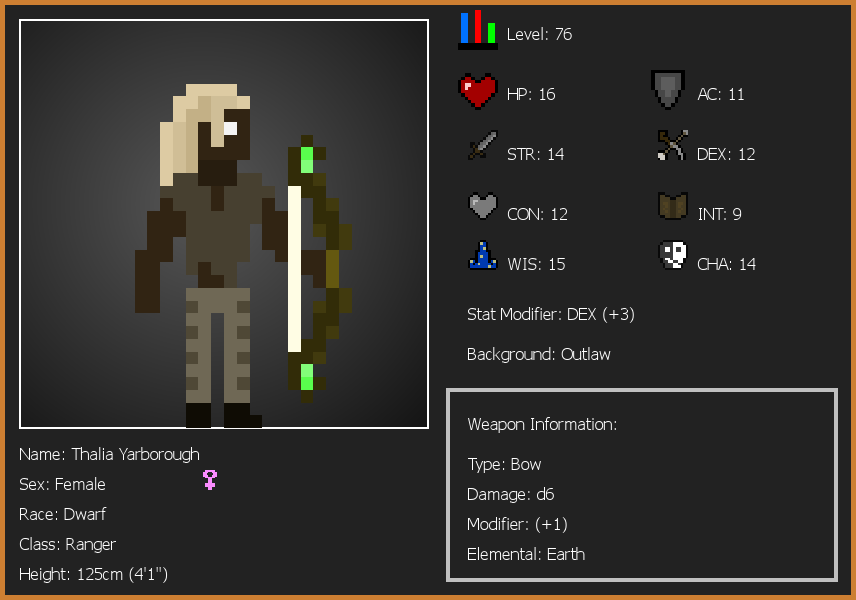 Level: 76
HP: 16
AC: 11
STR: 14
DEX: 12
CON: 12
INT: 9
WIS: 15
CHA: 14
Stat Modifier: DEX (+3)
Background: Outlaw
Weapon Information:
Type: Bow
Damage: d6
Modifier: (+1)
Elemental: Earth
Name: Thalia Yarborough
Sex: Female
Race: Dwarf
Class: Ranger
Height: 125cm (4'1")